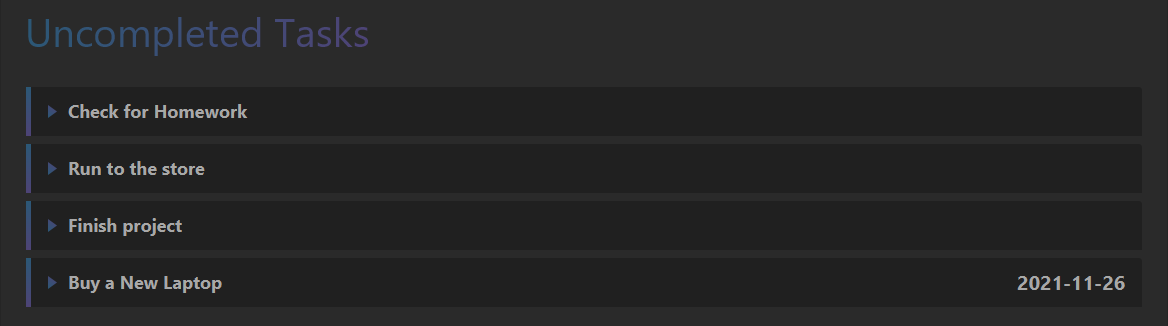 Uncompleted Tasks
Check for Homework
Run to the store
Finish project
Buy a New Laptop 2021-11-26